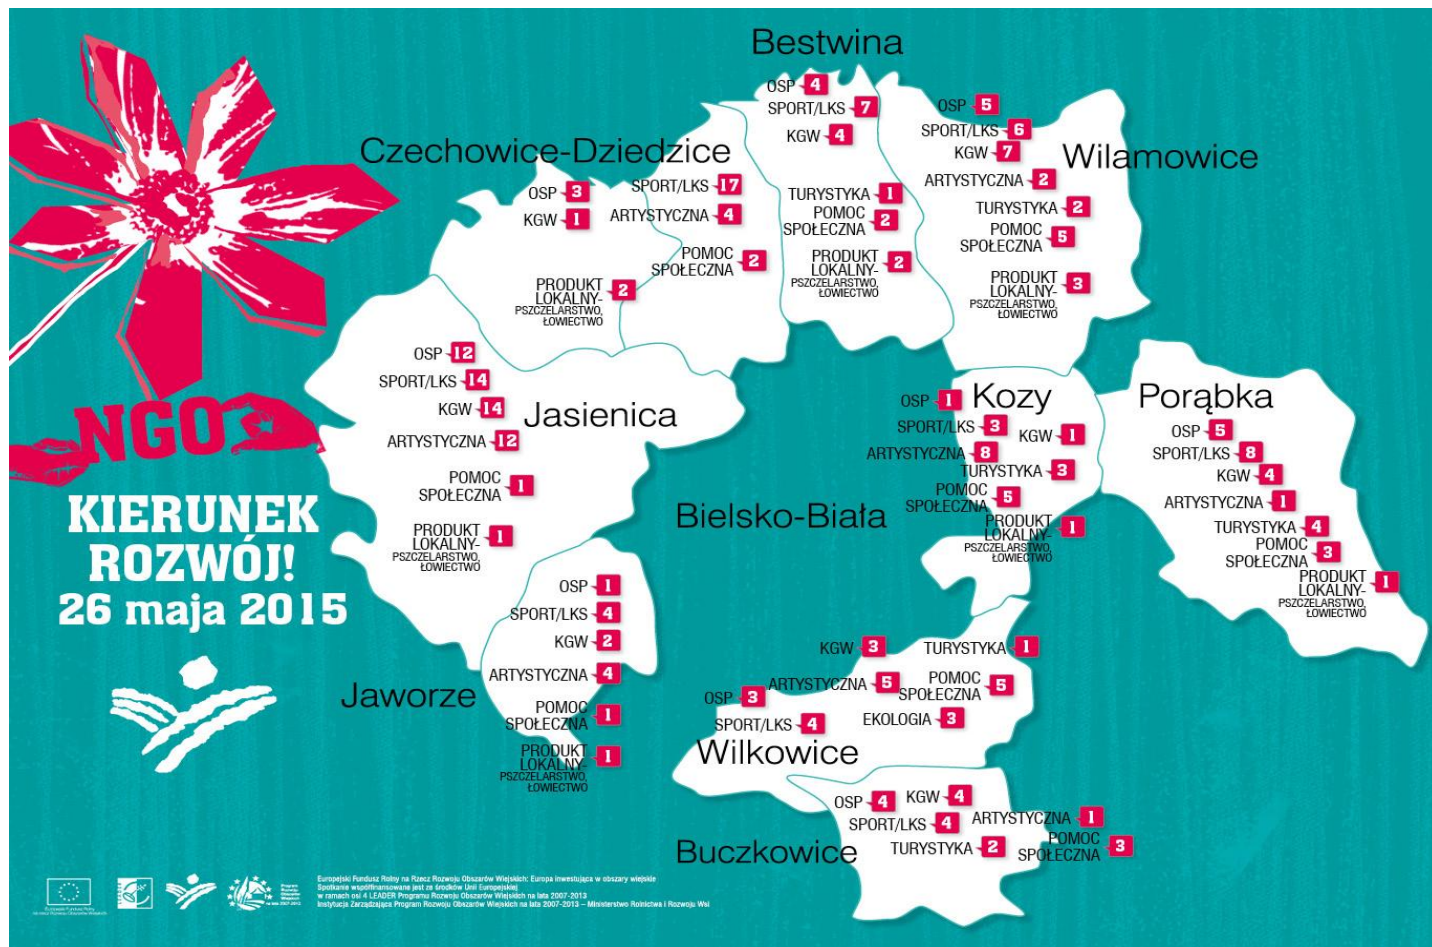 Bestwina
OSP 4
SPORT/LKS 7
KGW 4
TURYSTYKA 1
POMOC
SPOŁECZNA 2
PRODUKT
LOKALNY- 2
PSZCZELARSTWO,
ŁOWIECTWO
Wilamowice
OSP 5
SPORT/LKS 6
KGW 7
ARTYSTYCZNA 2
TURYSTYKA 2
POMOC
SPOŁECZNA 5
PRODUKT
LOKALNY- 3
PSZCZELARSTWO,
ŁOWIECTWO
Czechowice-Dziedzice
OSP 3
KGW 1
SPORT/LKS 17
ARTYSTYCZNA 4
POMOC
SPOŁECZNA 2
PRODUKT
LOKALNY- 2
PSZCZELARSTWO,
ŁOWIECTWO
Jasienica
OSP 12
SPORT/LKS 14
KGW 14
ARTYSTYCZNA 12
POMOC
SPOŁECZNA 1
PRODUKT
LOKALNY- 1
PSZCZELARSTWO,
ŁOWIECTWO
Kozy
OSP 1
SPORT/LKS 3
KGW 1
ARTYSTYCZNA 8
TURYSTYKA 3
POMOC
SPOŁECZNA 5
PRODUKT
LOKALNY- 1
PSZCZELARSTWO,
ŁOWIECTWO
Porąbka
OSP 5
SPORT/LKS 8
KGW 4
ARTYSTYCZNA 1
TURYSTYKA 4
POMOC
SPOŁECZNA 3
PRODUKT
LOKALNY- 1
PSZCZELARSTWO,
ŁOWIECTWO
Bielsko-Biała
NGO
KIERUNEK
ROZWÓJ!
26 maja 2015
Jaworze
OSP 1
SPORT/LKS 4
KGW 2
ARTYSTYCZNA 4
POMOC
SPOŁECZNA 1
PRODUKT
LOKALNY- 1
PSZCZELARSTWO,
ŁOWIECTWO
KGW 3
TURYSTYKA 1
ARTYSTYCZNA 5
POMOC
SPOŁECZNA 5
OSP 3
SPORT/LKS 4
EKOLOGIA 3
Wilkowice
OSP 4
KGW 4
SPORT/LKS 4
ARTYSTYCZNA 1
TURYSTYKA 2
POMOC
SPOŁECZNA 3
Buczkowice
Europejski Fundusz Rolny na Rzecz Rozwoju Obszarów Wiejskich: Europa inwestująca w obszary wiejskie
Spotkanie współfinansowane jest ze środków Unii Europejskiej
w ramach osi 4 LEADER Programu Rozwoju Obszarów Wiejskich na lata 2007-2013
Instytucja Zarządzająca Program Rozwoju Obszarów Wiejskich na lata 2007-2013 – Ministerstwo Rolnictwa i Rozwoju Wsi